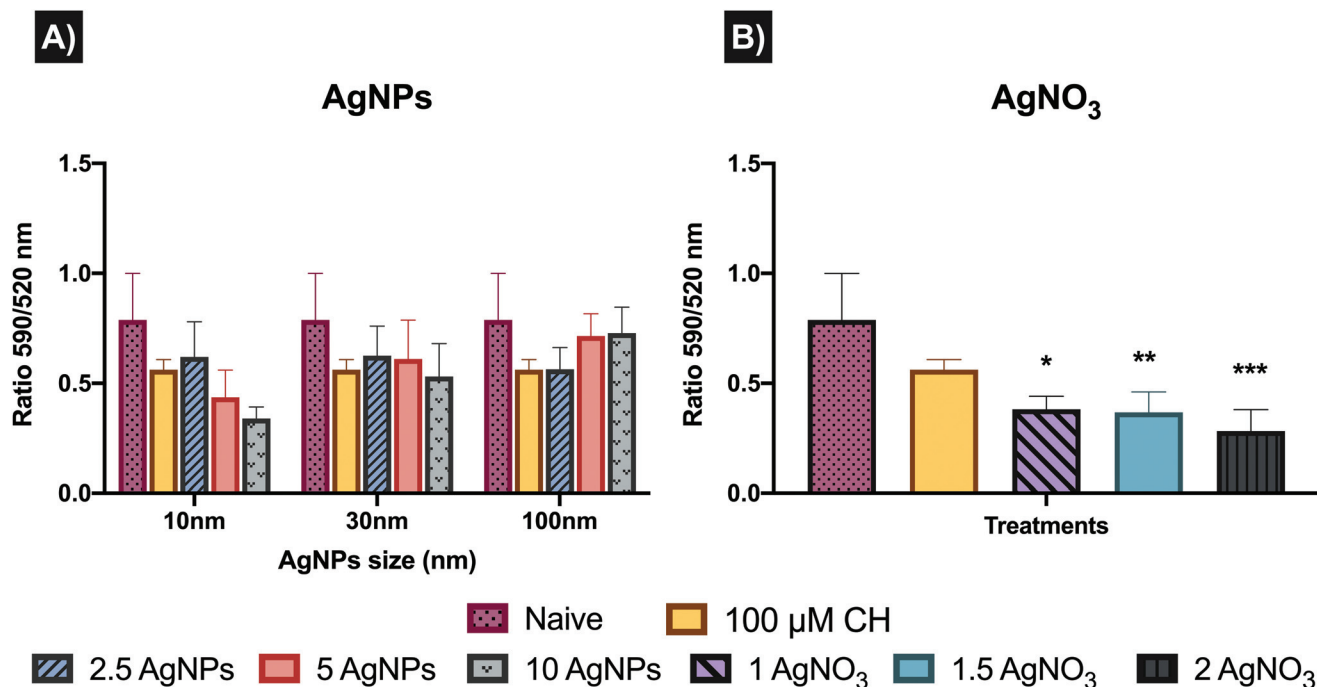 A)
AgNPs
Ratio 590/520 nm
1.5
1.0
0.5
0.0
10nm
30nm
100nm
AgNPs size (nm)
B)
AgNO₃
Ratio 590/520 nm
1.5
1.0
0.5
0.0
*
**
***
Treatments
Naive
100 µM CH
2.5 AgNPs
5 AgNPs
10 AgNPs
1 AgNO₃
1.5 AgNO₃
2 AgNO₃